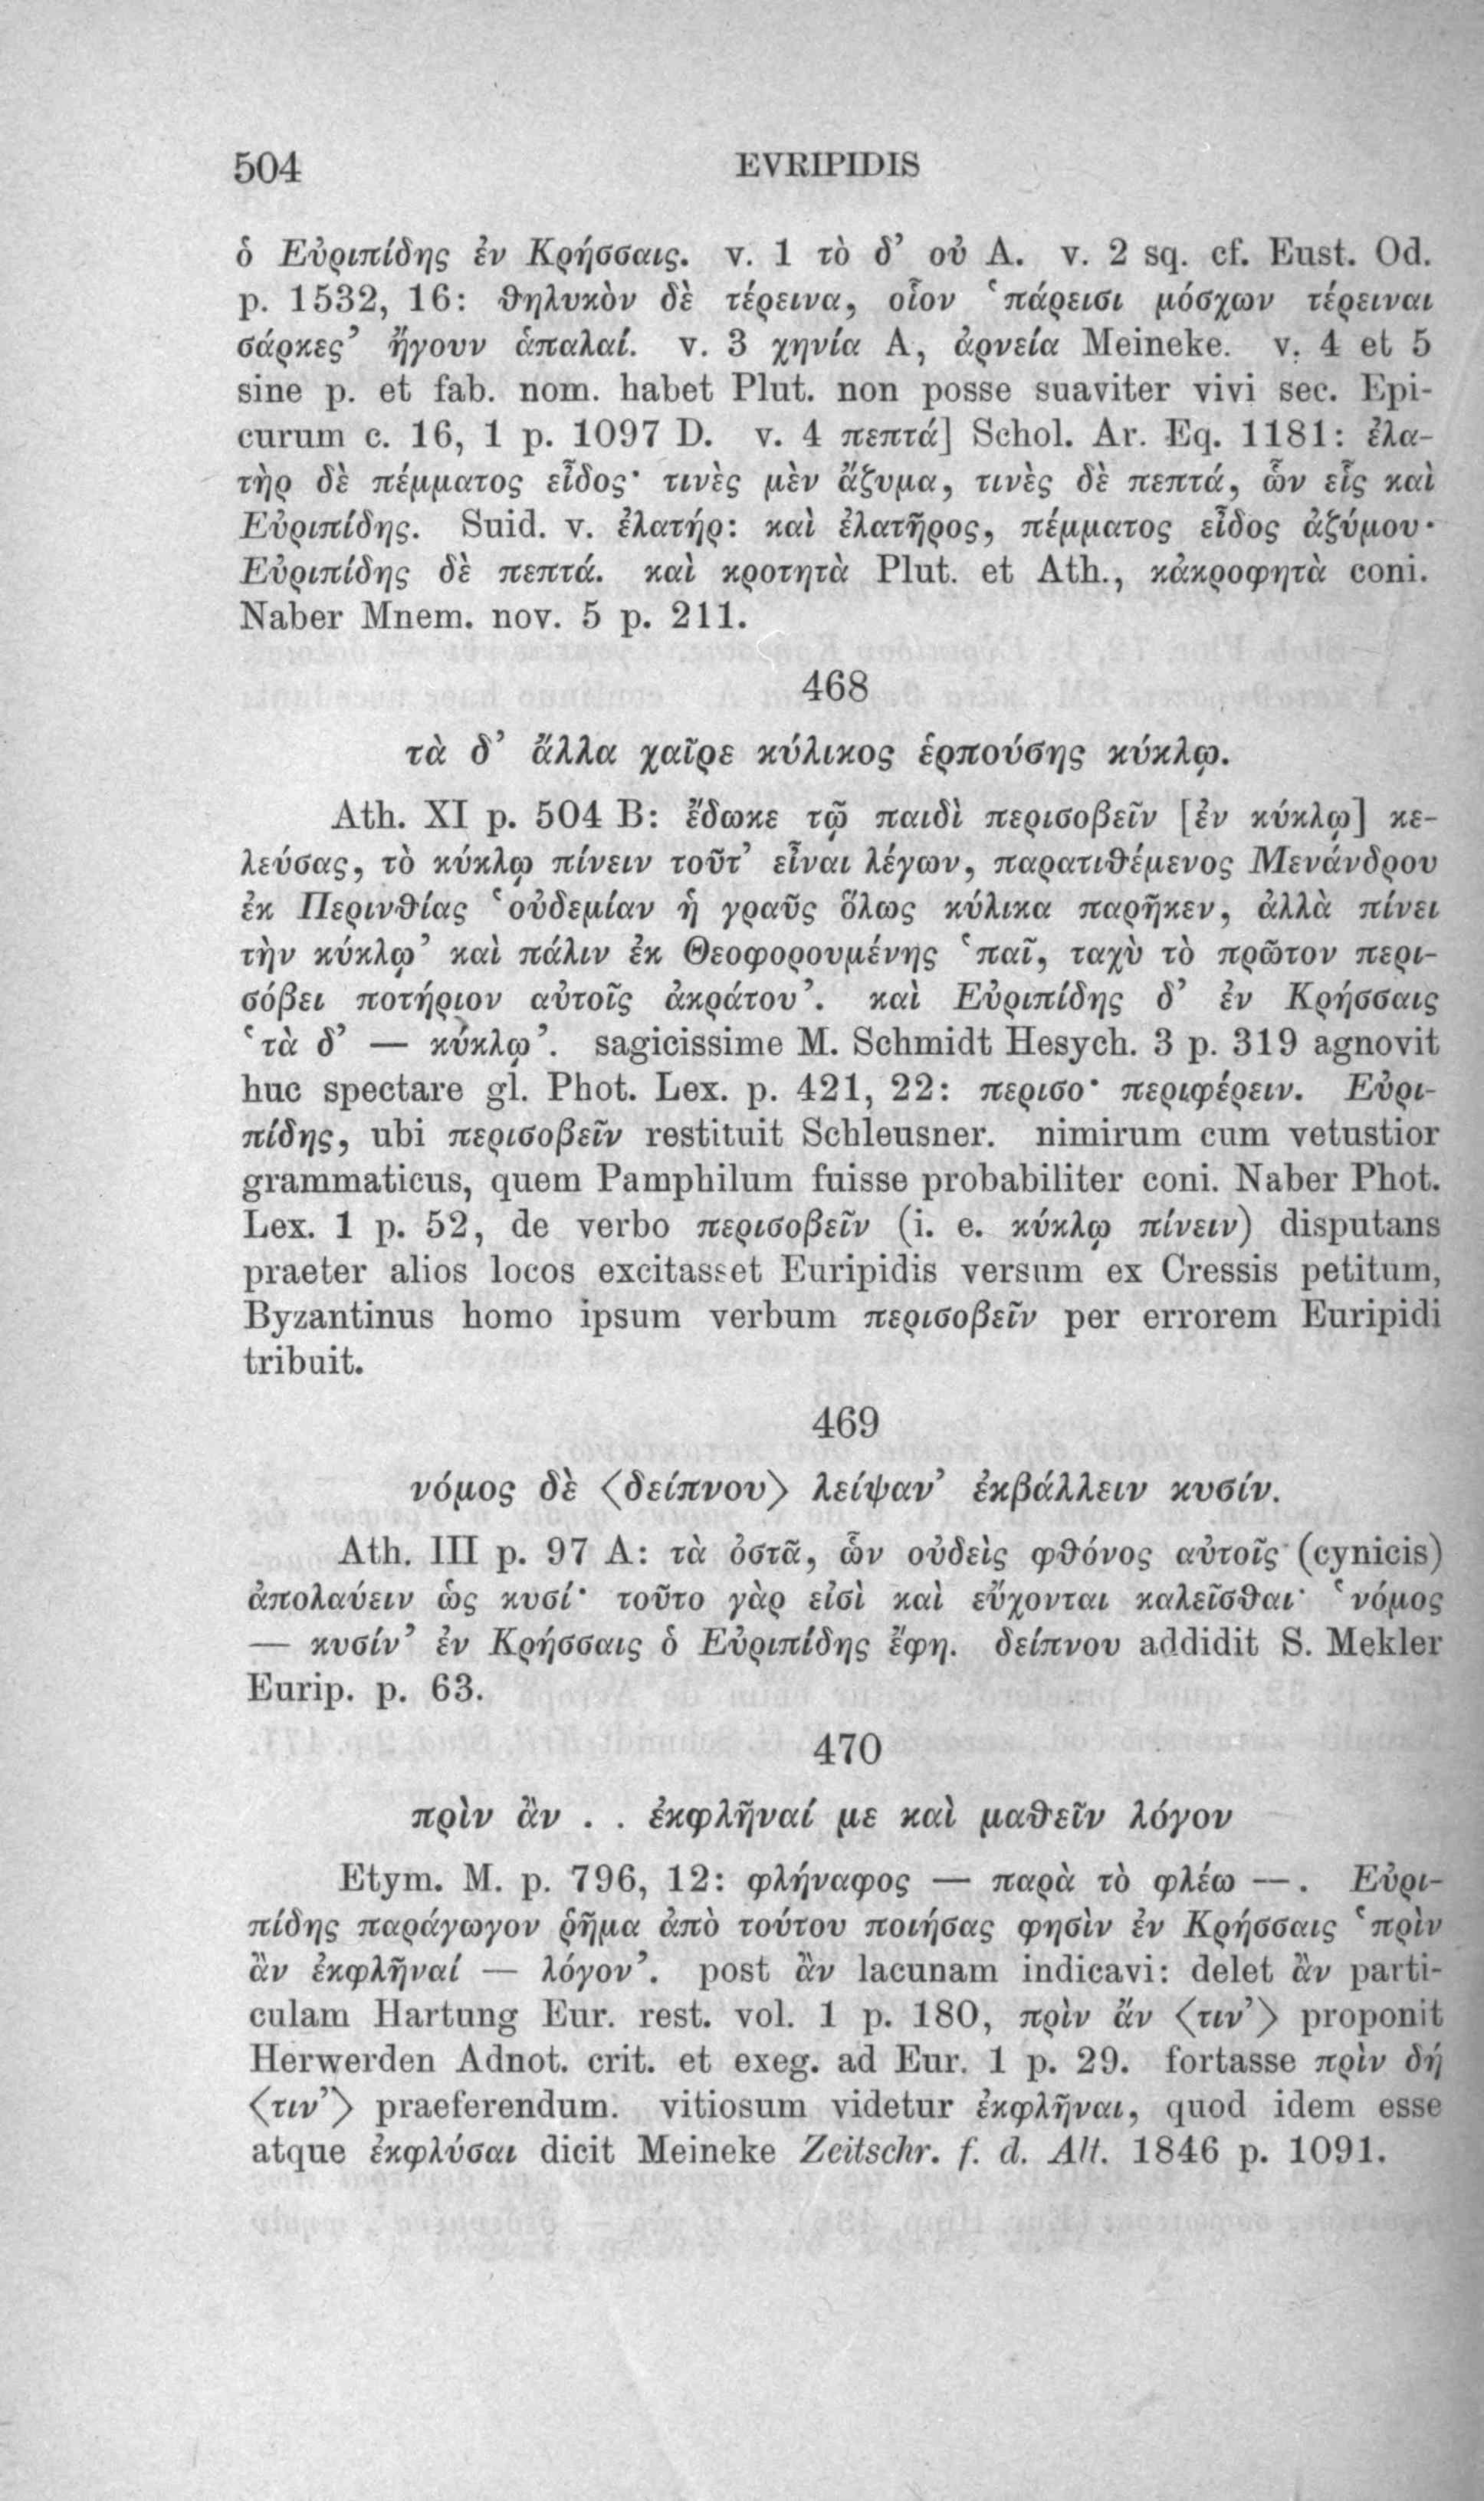 504 EVRIPIDIS
ὁ Εὐριπίδης ἐν Κρήσσαις. v. 1 τὸ δ’ οὐ A. v. 2 sq. cf. Eust. Od.
p. 1532, 16: θηλυκὸν δὲ τέρεινα, οἷον ‘πάρεισι μόσχων τέρειναι
σάρκες’ ἤγουν ἁπαλαί. v. 3 χηνία A, ἀρνεία Meineke. v. 4 et 5
sine p. et fab. nom. habet Plut. non posse suaviter vivi sec. Epi-
curum c. 16, 1 p. 1097 D. v. 4 πεπτά] Schol. Ar. Eq. 1181: ἐλα-
τὴρ δὲ πέμματος εἶδος· τινὲς μὲν ἄζυμα, τινὲς δὲ πεπτά, ὧν εἷς καὶ
Εὐριπίδης. Suid. v. ἐλατήρ: καὶ ἐλατῆρος, πέμματος εἶδος ἀζύμου·
Εὐριπίδης δὲ πεπτά. καὶ κροτητὰ Plut. et Ath., κἀκροφητὰ coni.
Naber Mnem. nov. 5 p. 211.
468
τὰ δ’ ἄλλα χαῖρε κύλικος ἑρπούσης κύκλῳ.
Ath. XI p. 504 B: ἔδωκε τῷ παιδὶ περισοβεῖν [ἐν κύκλῳ] κε-
λεύσας, τὸ κύκλῳ πίνειν τοῦτ’ εἶναι λέγων, παρατιθέμενος Μενάνδρου
ἐκ Περινθίας ‘οὐδεμίαν ἡ γραῦς ὅλως κύλικα παρῆκεν, ἀλλὰ πίνει
τὴν κύκλῳ’ καὶ πάλιν ἐκ Θεοφορουμένης ‘παῖ, ταχὺ τὸ πρῶτον περι-
σόβει ποτήριον αὐτοῖς ἀκράτου’. καὶ Εὐριπίδης δ’ ἐν Κρήσσαις
‘τὰ δ’ — κύκλῳ’. sagicissime M. Schmidt Hesych. 3 p. 319 agnovit
huc spectare gl. Phot. Lex. p. 421, 22: περισο· περιφέρειν. Εὐρι-
πίδης, ubi περισοβεῖν restituit Schleusner. nimirum cum vetustior
grammaticus, quem Pamphilum fuisse probabiliter coni. Naber Phot.
Lex. 1 p. 52, de verbo περισοβεῖν (i. e. κύκλῳ πίνειν) disputans
praeter alios locos excitasset Euripidis versum ex Cressis petitum,
Byzantinus homo ipsum verbum περισοβεῖν per errorem Euripidi
tribuit.
469
νόμος δὲ ⟨δείπνου⟩ λείψαν’ ἐκβάλλειν κυσίν.
Ath. III p. 97 A: τὰ ὀστᾶ, ὧν οὐδεὶς φθόνος αὐτοῖς (cynicis)
ἀπολαύειν ὡς κυσί· τοῦτο γὰρ εἰσὶ καὶ εὔχονται καλεῖσθαι· ‘νόμος
— κυσίν’ ἐν Κρήσσαις ὁ Εὐριπίδης ἔφη. δείπνου addidit S. Mekler
Eurip. p. 63.
470
πρὶν ἂν . . ἐκφλῆναί με καὶ μαθεῖν λόγον
Etym. M. p. 796, 12: φλήναφος — παρὰ τὸ φλέω —. Εὐρι-
πίδης παράγωγον ῥῆμα ἀπὸ τούτου ποιήσας φησὶν ἐν Κρήσσαις ‘πρὶν
ἂν ἐκφλῆναί — λόγον’. post ἂν lacunam indicavi: delet ἂν parti-
culam Hartung Eur. rest. vol. 1 p. 180, πρὶν ἄν ⟨τιν’⟩ proponit
Herwerden Adnot. crit. et exeg. ad Eur. 1 p. 29. fortasse πρὶν δή
⟨τιν’⟩ praeferendum. vitiosum videtur ἐκφλῆναι, quod idem esse
atque ἐκφλύσαι dicit Meineke Zeitschr. f. d. Alt. 1846 p. 1091.